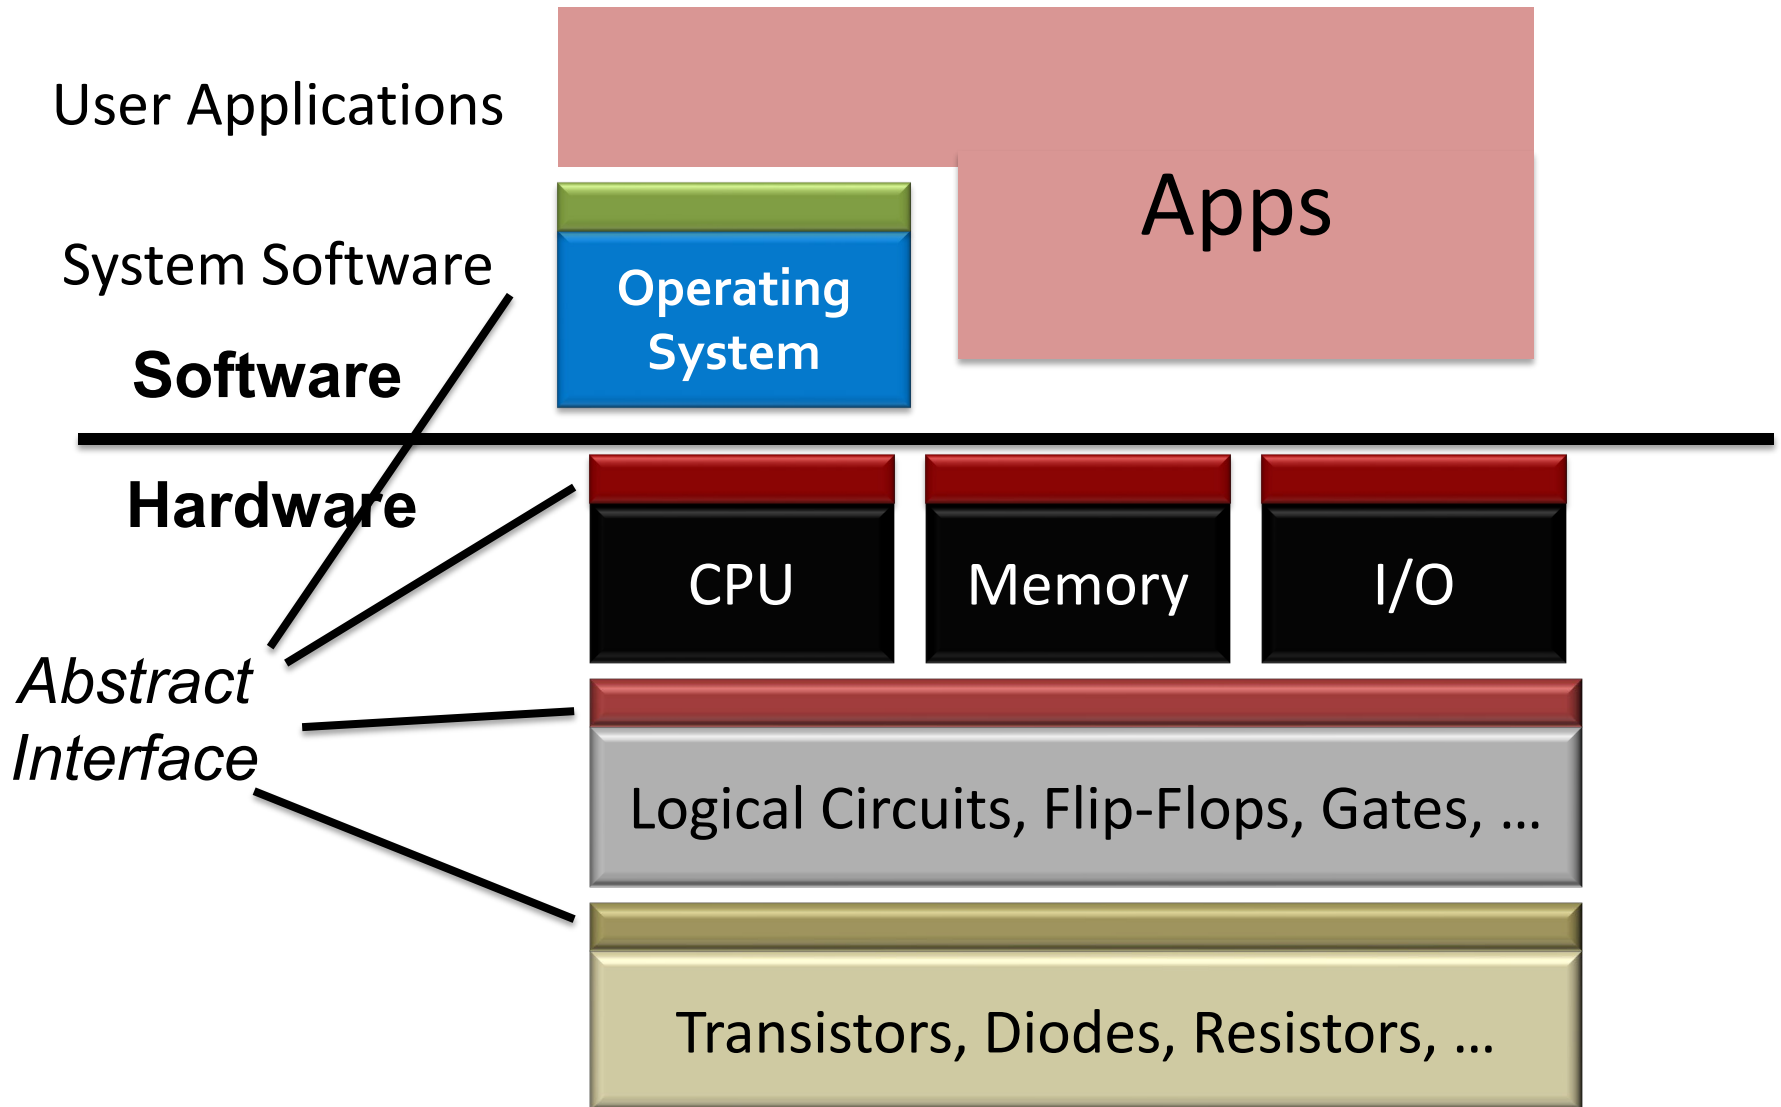 User Applications
Apps
System Software
Operating
System
Software
Hardware
CPU
Memory
I/O
Abstract
Interface
Logical Circuits, Flip-Flops, Gates, ...
Transistors, Diodes, Resistors, ...